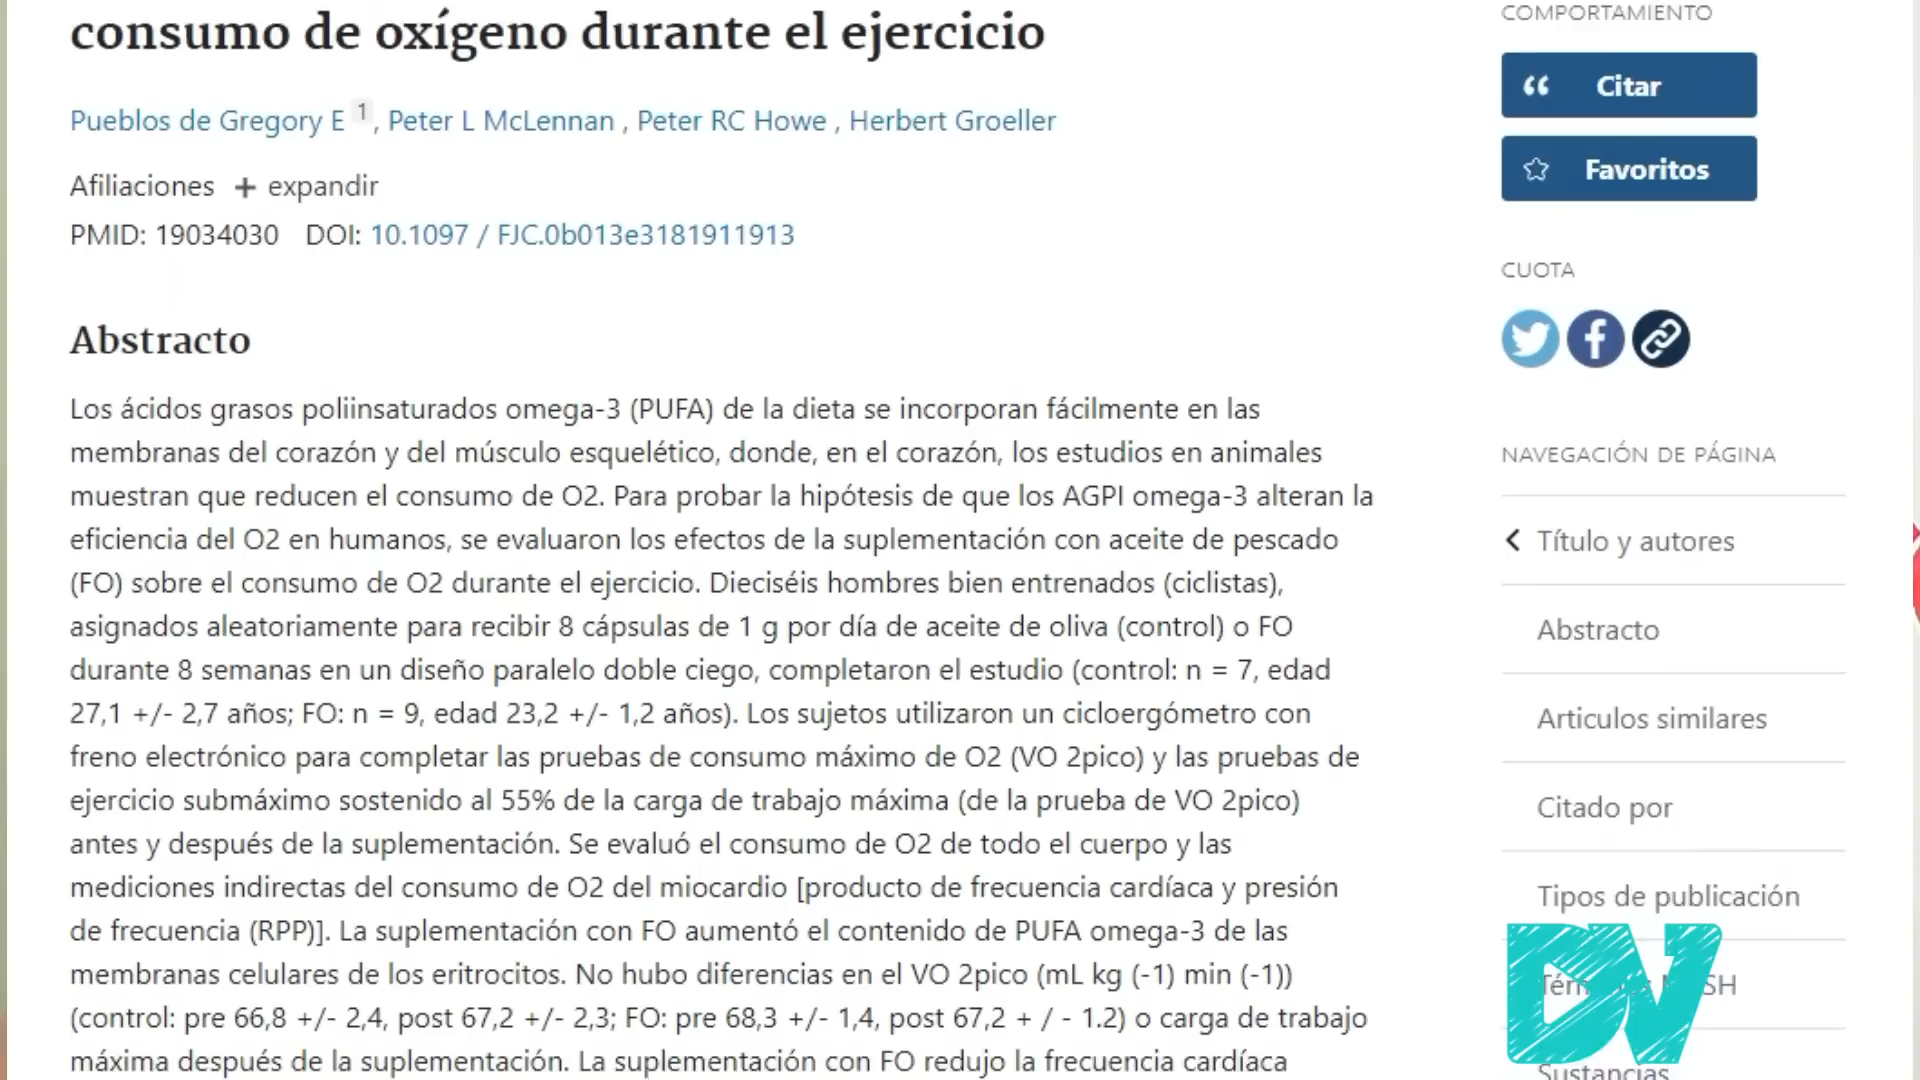 consumo de oxígeno durante el ejercicio
Pueblos de Gregory E 1, Peter L McLennan , Peter RC Howe , Herbert Groeller
Afiliaciones + expandir
PMID: 19034030 DOI: 10.1097 / FJC.0b013e3181911913
Abstracto
Los ácidos grasos poliinsaturados omega-3 (PUFA) de la dieta se incorporan fácilmente en las
membranas del corazón y del músculo esquelético, donde, en el corazón, los estudios en animales
muestran que reducen el consumo de O2. Para probar la hipótesis de que los AGPI omega-3 alteran la
eficiencia del O2 en humanos, se evaluaron los efectos de la suplementación con aceite de pescado
(FO) sobre el consumo de O2 durante el ejercicio. Dieciséis hombres bien entrenados (ciclistas),
asignados aleatoriamente para recibir 8 cápsulas de 1 g por día de aceite de oliva (control) o FO
durante 8 semanas en un diseño paralelo doble ciego, completaron el estudio (control: n = 7, edad
27,1 +/- 2,7 años; FO: n = 9, edad 23,2 +/- 1,2 años). Los sujetos utilizaron un cicloergómetro con
freno electrónico para completar las pruebas de consumo máximo de O2 (VO 2pico) y las pruebas de
ejercicio submáximo sostenido al 55% de la carga de trabajo máxima (de la prueba de VO 2pico)
antes y después de la suplementación. Se evaluó el consumo de O2 de todo el cuerpo y las
mediciones indirectas del consumo de O2 del miocardio [producto de frecuencia cardíaca y presión
de frecuencia (RPP)]. La suplementación con FO aumentó el contenido de PUFA omega-3 de las
membranas celulares de los eritrocitos. No hubo diferencias en el VO 2pico (mL kg (-1) min (-1))
(control: pre 66,8 +/- 2,4, post 67,2 +/- 2,3; FO: pre 68,3 +/- 1,4, post 67,2 + / - 1.2) o carga de trabajo
máxima después de la suplementación. La suplementación con FO redujo la frecuencia cardíaca
COMPORTAMIENTO
Citar
Favoritos
CUOTA
NAVEGACIÓN DE PÁGINA
Título y autores
Abstracto
Articulos similares
Citado por
Tipos de publicación
DV
Sustancias